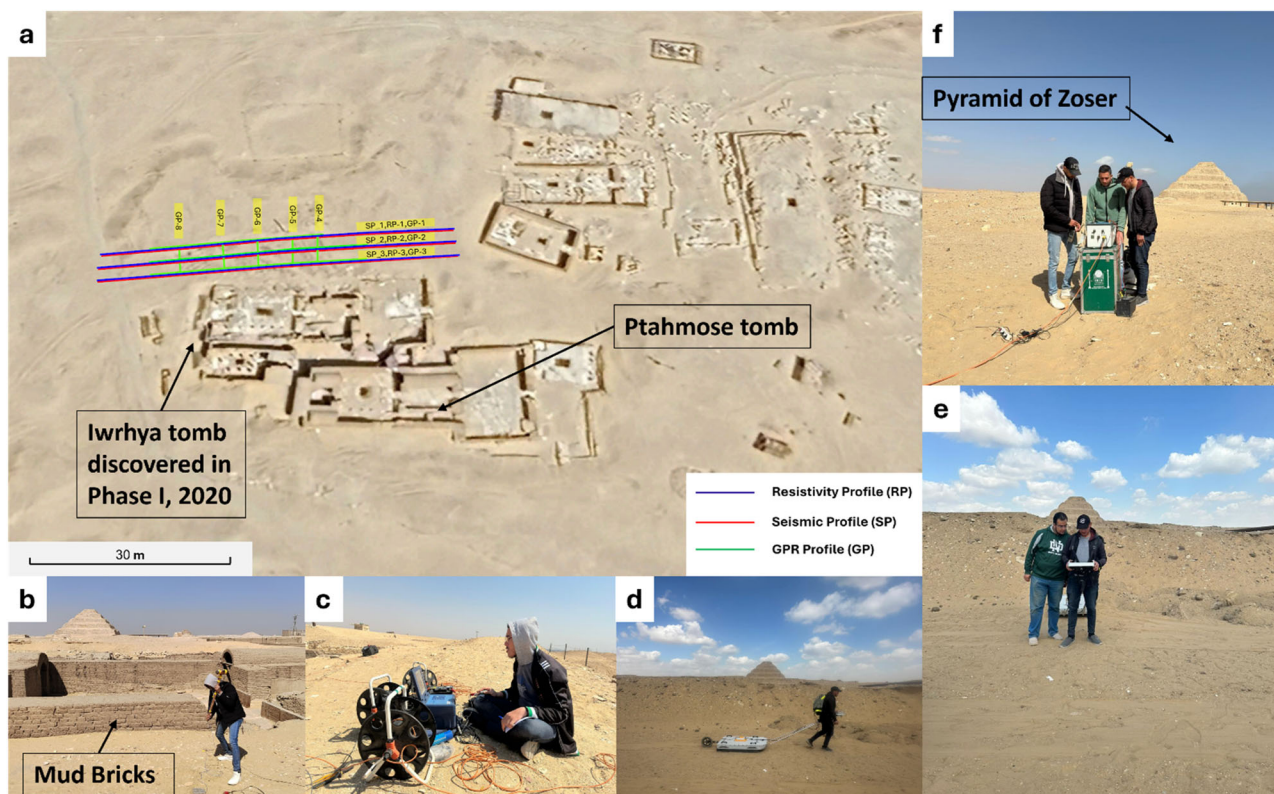 a
GP-8
GP-7
GP-6
GP-5
GP-4
SP_1,RP-1,GP-1
SP_2,RP-2,GP-2
SP_3,RP-3,GP-3
Ptahmose tomb
Iwrhya tomb
discovered in
Phase I, 2020
Resistivity Profile (RP)
Seismic Profile (SP)
GPR Profile (GP)
30 m
b
Mud Bricks
c
d
f
Pyramid of Zoser
e